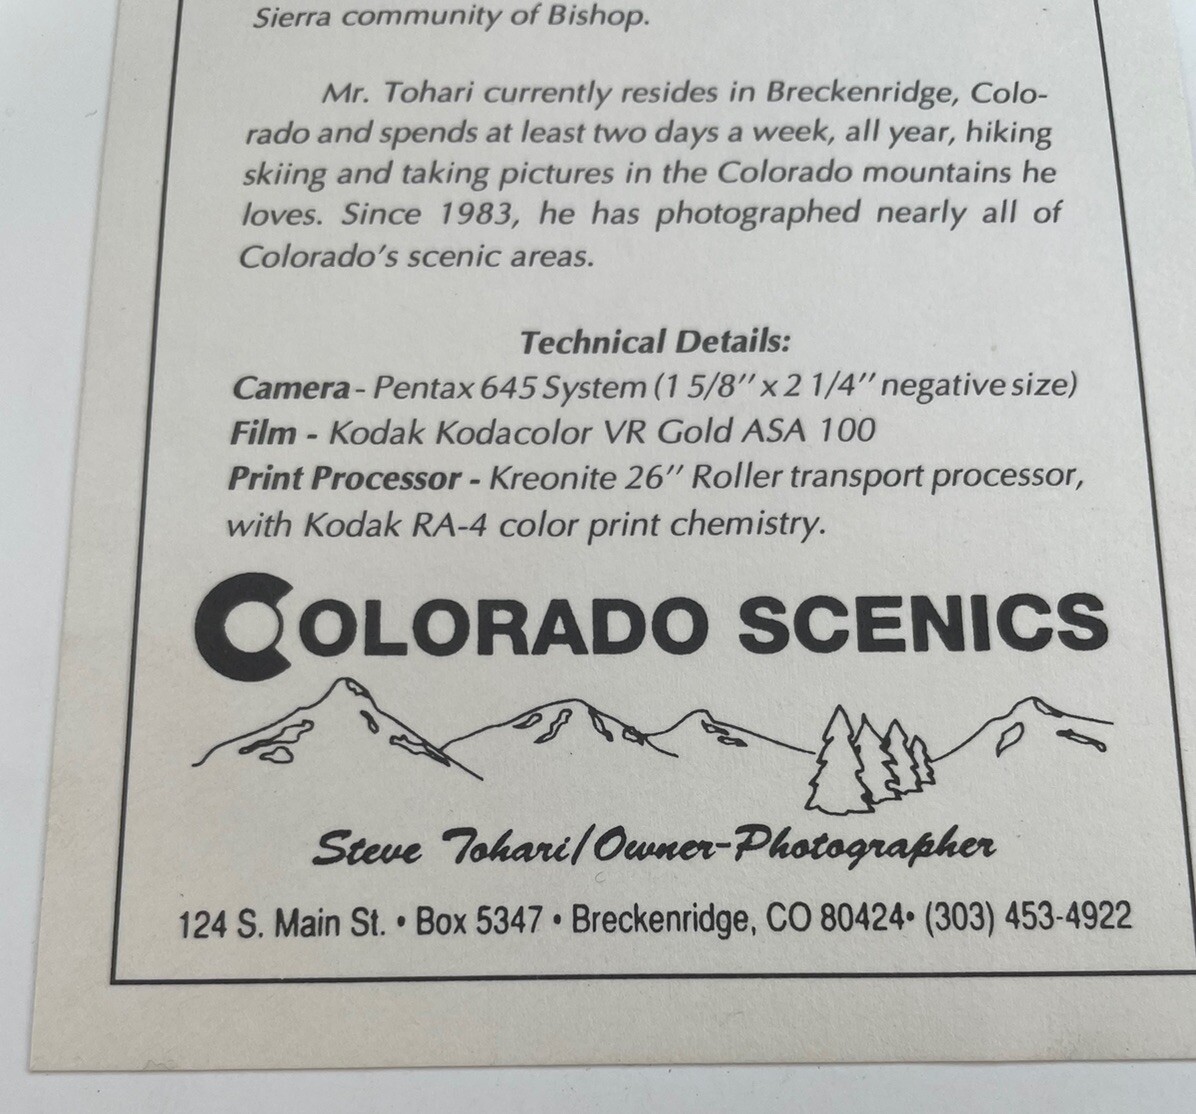 Sierra community of Bishop.
Mr. Tohari currently resides in Breckenridge, Colo-
rado and spends at least two days a week, all year, hiking
skiing and taking pictures in the Colorado mountains he
loves. Since 1983, he has photographed nearly all of
Colorado's scenic areas.
Technical Details:
Camera - Pentax 645 System (1 5/8" x 2 1/4" negative size)
Film - Kodak Kodacolor VR Gold ASA 100
Print Processor - Kreonite 26" Roller transport processor,
with Kodak RA-4 color print chemistry.
COLORADO SCENICS
Steve Tohari/Owner-Photographer
124 S. Main St. • Box 5347 • Breckenridge, CO 80424• (303) 453-4922